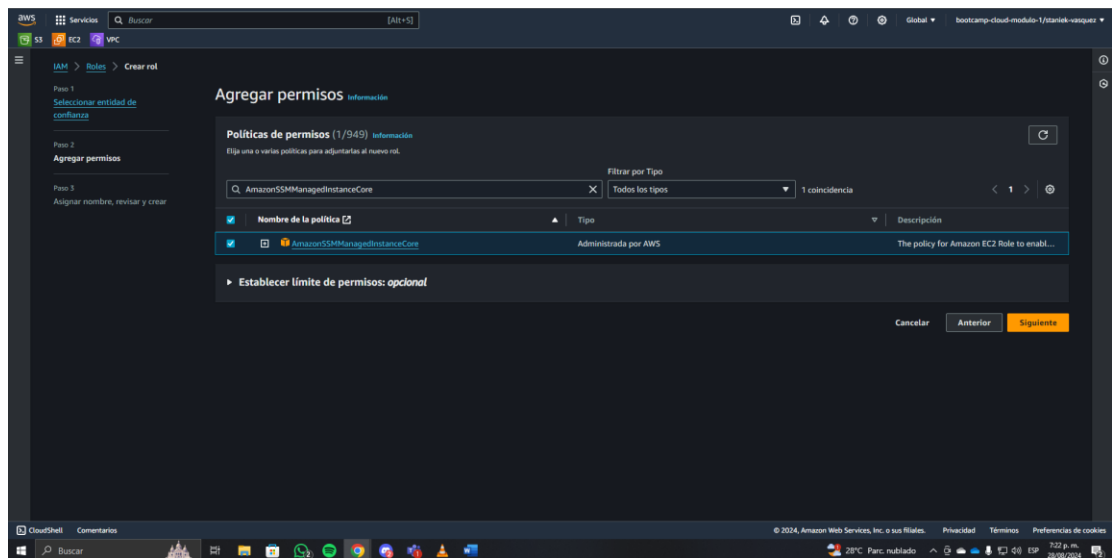 aws Servicios Buscar [Alt+S] Global bootcamp-cloud-modulo-1/staniek-vasquez
S3 EC2 VPC
IAM > Roles > Crear rol
Paso 1
Seleccionar entidad de
confianza
Paso 2
Agregar permisos
Paso 3
Asignar nombre, revisar y crear
Agregar permisos Información
Políticas de permisos (1/949) Información
Elija una o varias políticas para adjuntarlas al nuevo rol.
Filtrar por Tipo
AmazonSSMManagedInstanceCore Todos los tipos 1 coincidencia 1
Nombre de la política Tipo Descripción
AmazonSSMManagedInstanceCore Administrada por AWS The policy for Amazon EC2 Role to enabl...
Establecer límite de permisos: opcional
Cancelar Anterior Siguiente
CloudShell Comentarios © 2024, Amazon Web Services, Inc. o sus filiales. Privacidad Términos Preferencias de cookies
Buscar 28°C Parc. nublado ESP 7:22 p. m.
28/08/2024